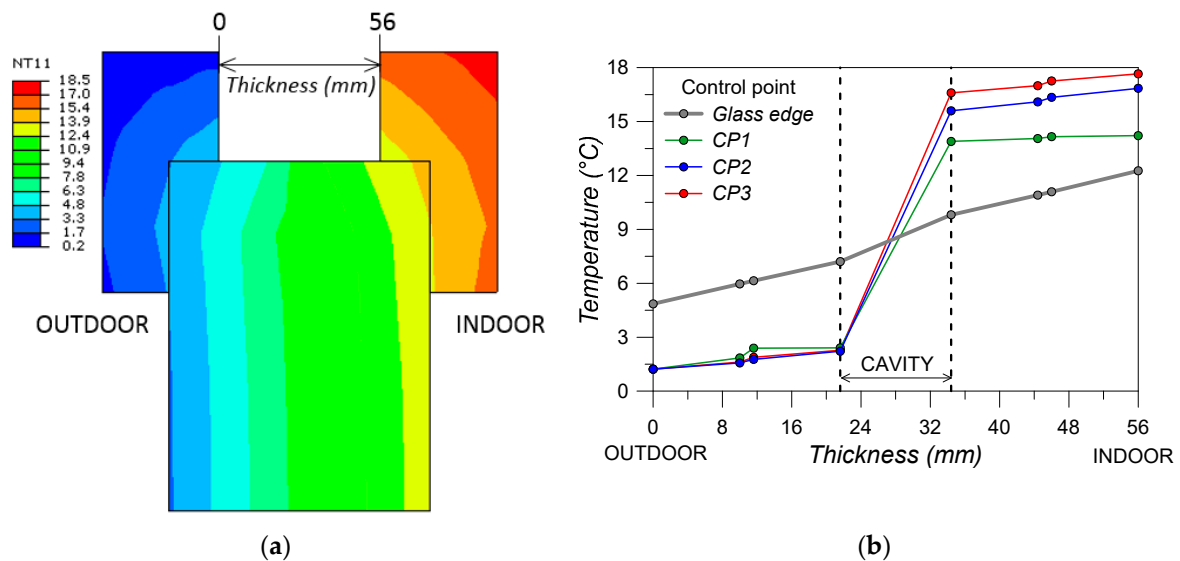 0
56
NT11
18.5
17.0
15.4
13.9
12.4
10.9
9.4
7.8
6.3
4.8
3.3
1.7
0.2
Thickness (mm)
OUTDOOR
INDOOR
(a)
Temperature (°C)
18
15
12
9
6
3
0
Control point
Glass edge
CP1
CP2
CP3
CAVITY
0 8 16 24 32 40 48 56
OUTDOOR
Thickness (mm)
INDOOR
(b)